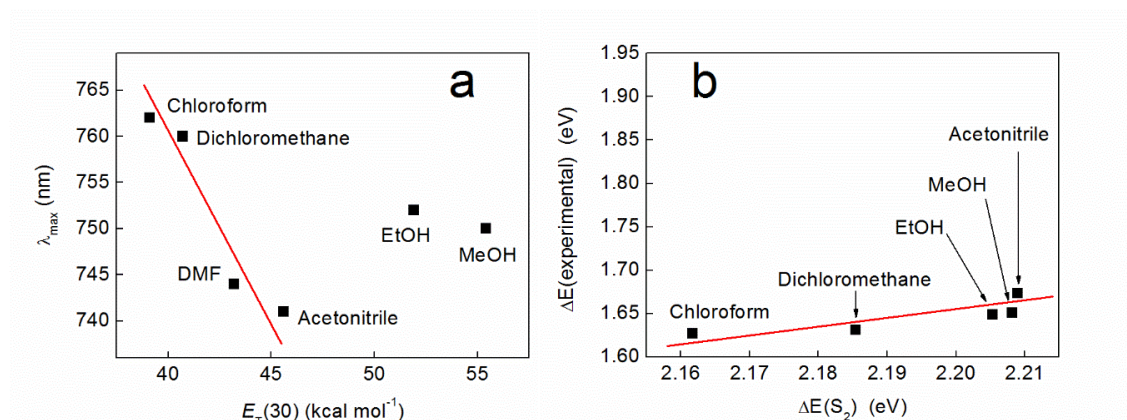 a
765
760
755
750
745
740
λmax (nm)
Chloroform
Dichloromethane
DMF
Acetonitrile
EtOH
MeOH
40
45
50
55
E_T(30) (kcal mol⁻¹)
b
1.95
1.90
1.85
1.80
1.75
1.70
1.65
1.60
ΔE(experimental) (eV)
Acetonitrile
MeOH
EtOH
Dichloromethane
Chloroform
2.16
2.17
2.18
2.19
2.20
2.21
ΔE(S₂) (eV)